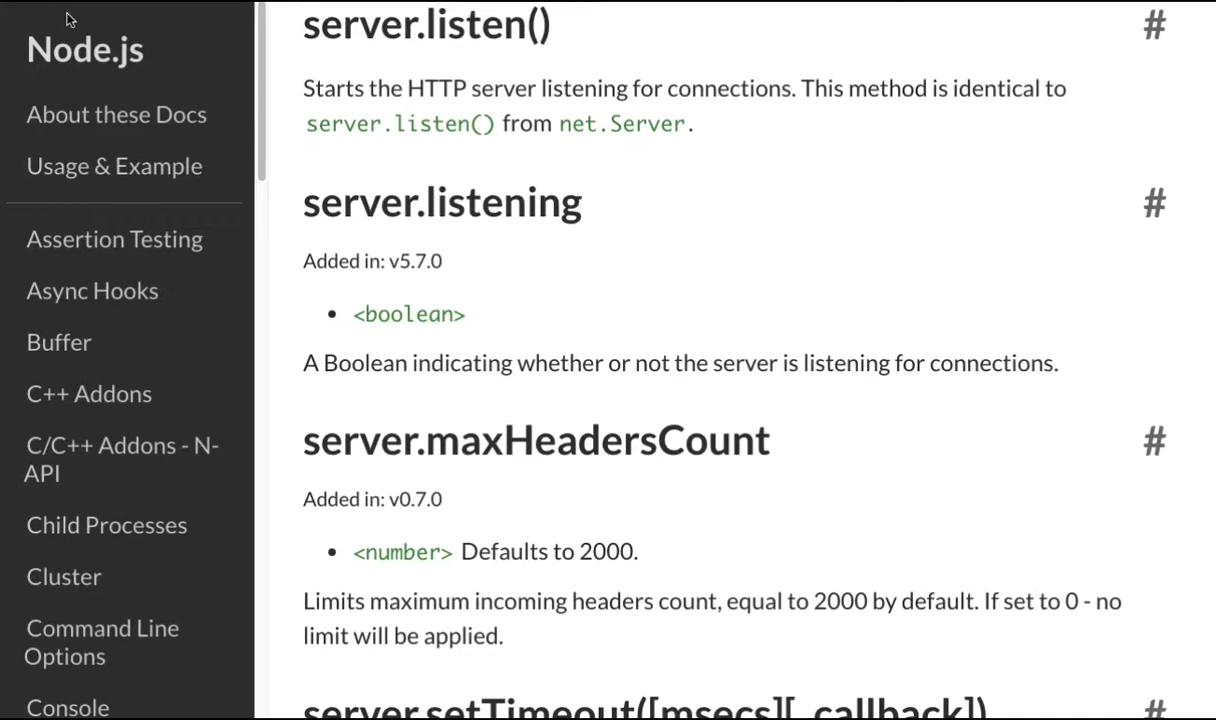 Node.js
About these Docs
Usage & Example
Assertion Testing
Async Hooks
Buffer
C++ Addons
C/C++ Addons - N-
API
Child Processes
Cluster
Command Line
Options
Console
server.listen()
#
Starts the HTTP server listening for connections. This method is identical to
server.listen() from net.Server.
server.listening
#
Added in: v5.7.0
• <boolean>
A Boolean indicating whether or not the server is listening for connections.
server.maxHeadersCount
#
Added in: v0.7.0
• <number> Defaults to 2000.
Limits maximum incoming headers count, equal to 2000 by default. If set to 0 - no
limit will be applied.
server.setTimeout([msecs][, callback])
#